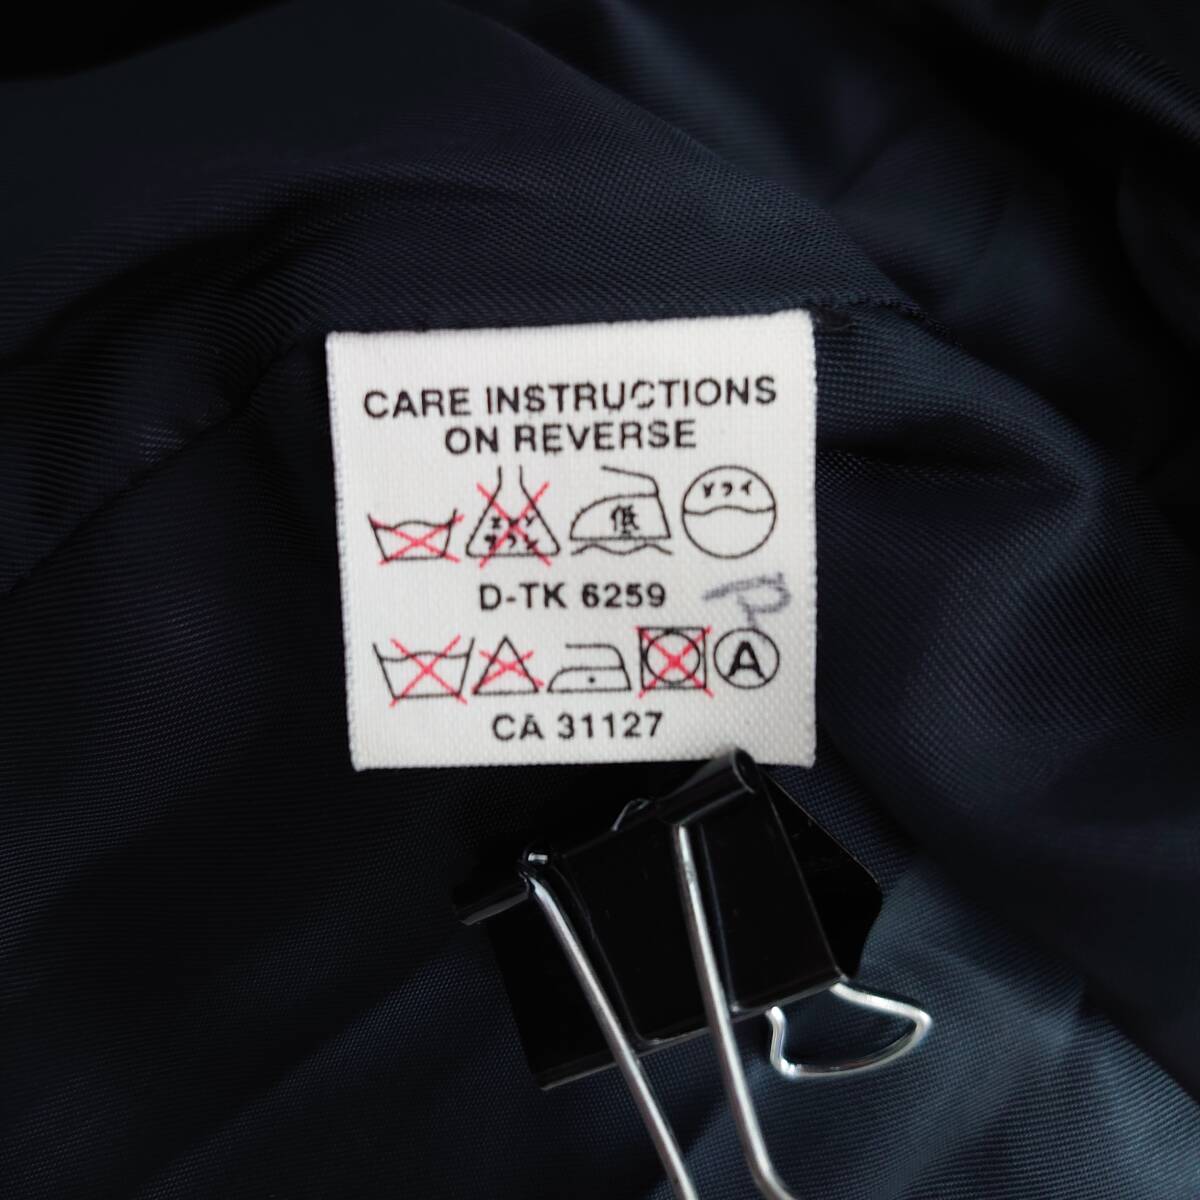 CARE INSTRUCTIONS
ON REVERSE
エンソ
サラシ
低
ドライ
D-TK 6259
A
CA 31127